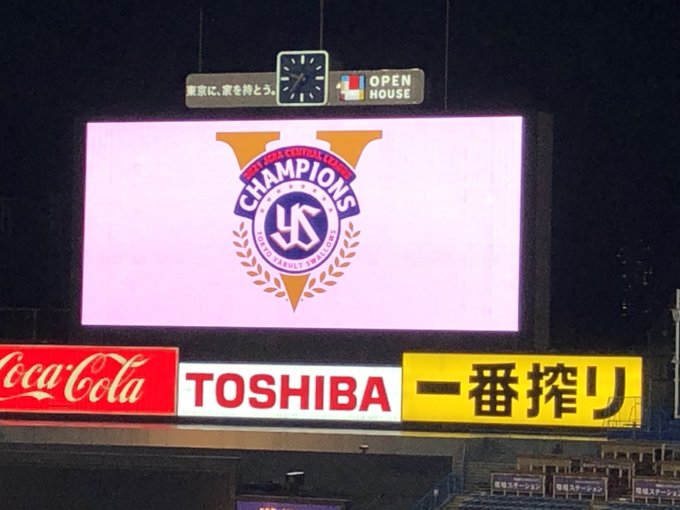 東京に、家を持とう。
OPEN
HOUSE
2021 JERA CENTRAL LEAGUE
CHAMPIONS
YS
TOKYO YAKULT SWALLOWS
Coca-Cola
TOSHIBA
一番搾り